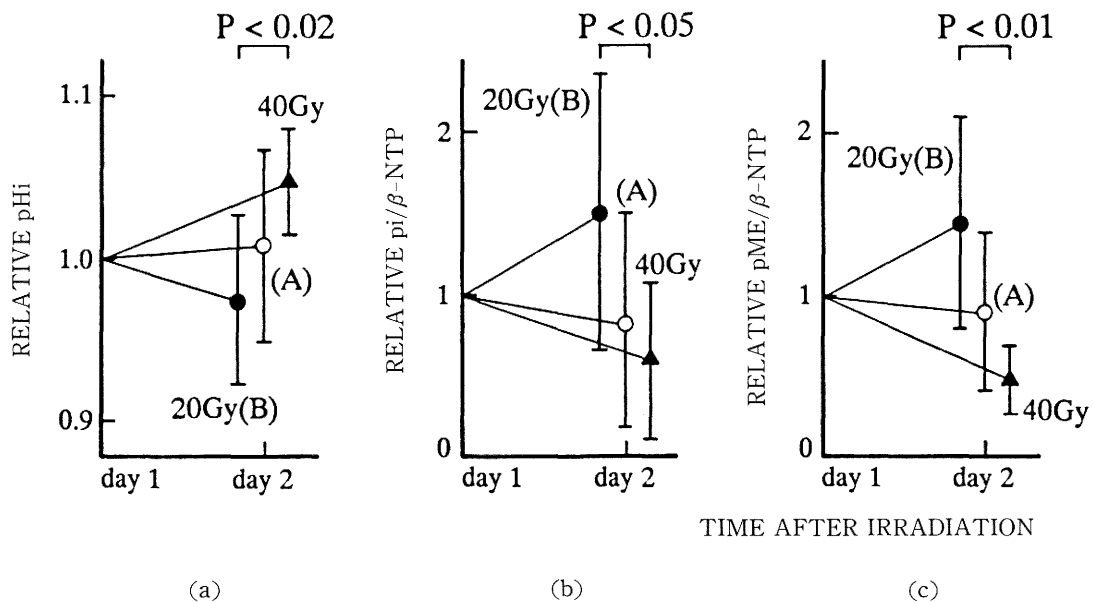 P < 0.02
RELATIVE pHi
1.1
1.0
0.9
40Gy
(A)
20Gy(B)
day 1
day 2
(a)
P < 0.05
RELATIVE pi/β-NTP
2
1
0
20Gy(B)
(A)
40Gy
day 1
day 2
(b)
P < 0.01
RELATIVE pME/β-NTP
2
1
0
20Gy(B)
(A)
40Gy
day 1
day 2
TIME AFTER IRRADIATION
(c)